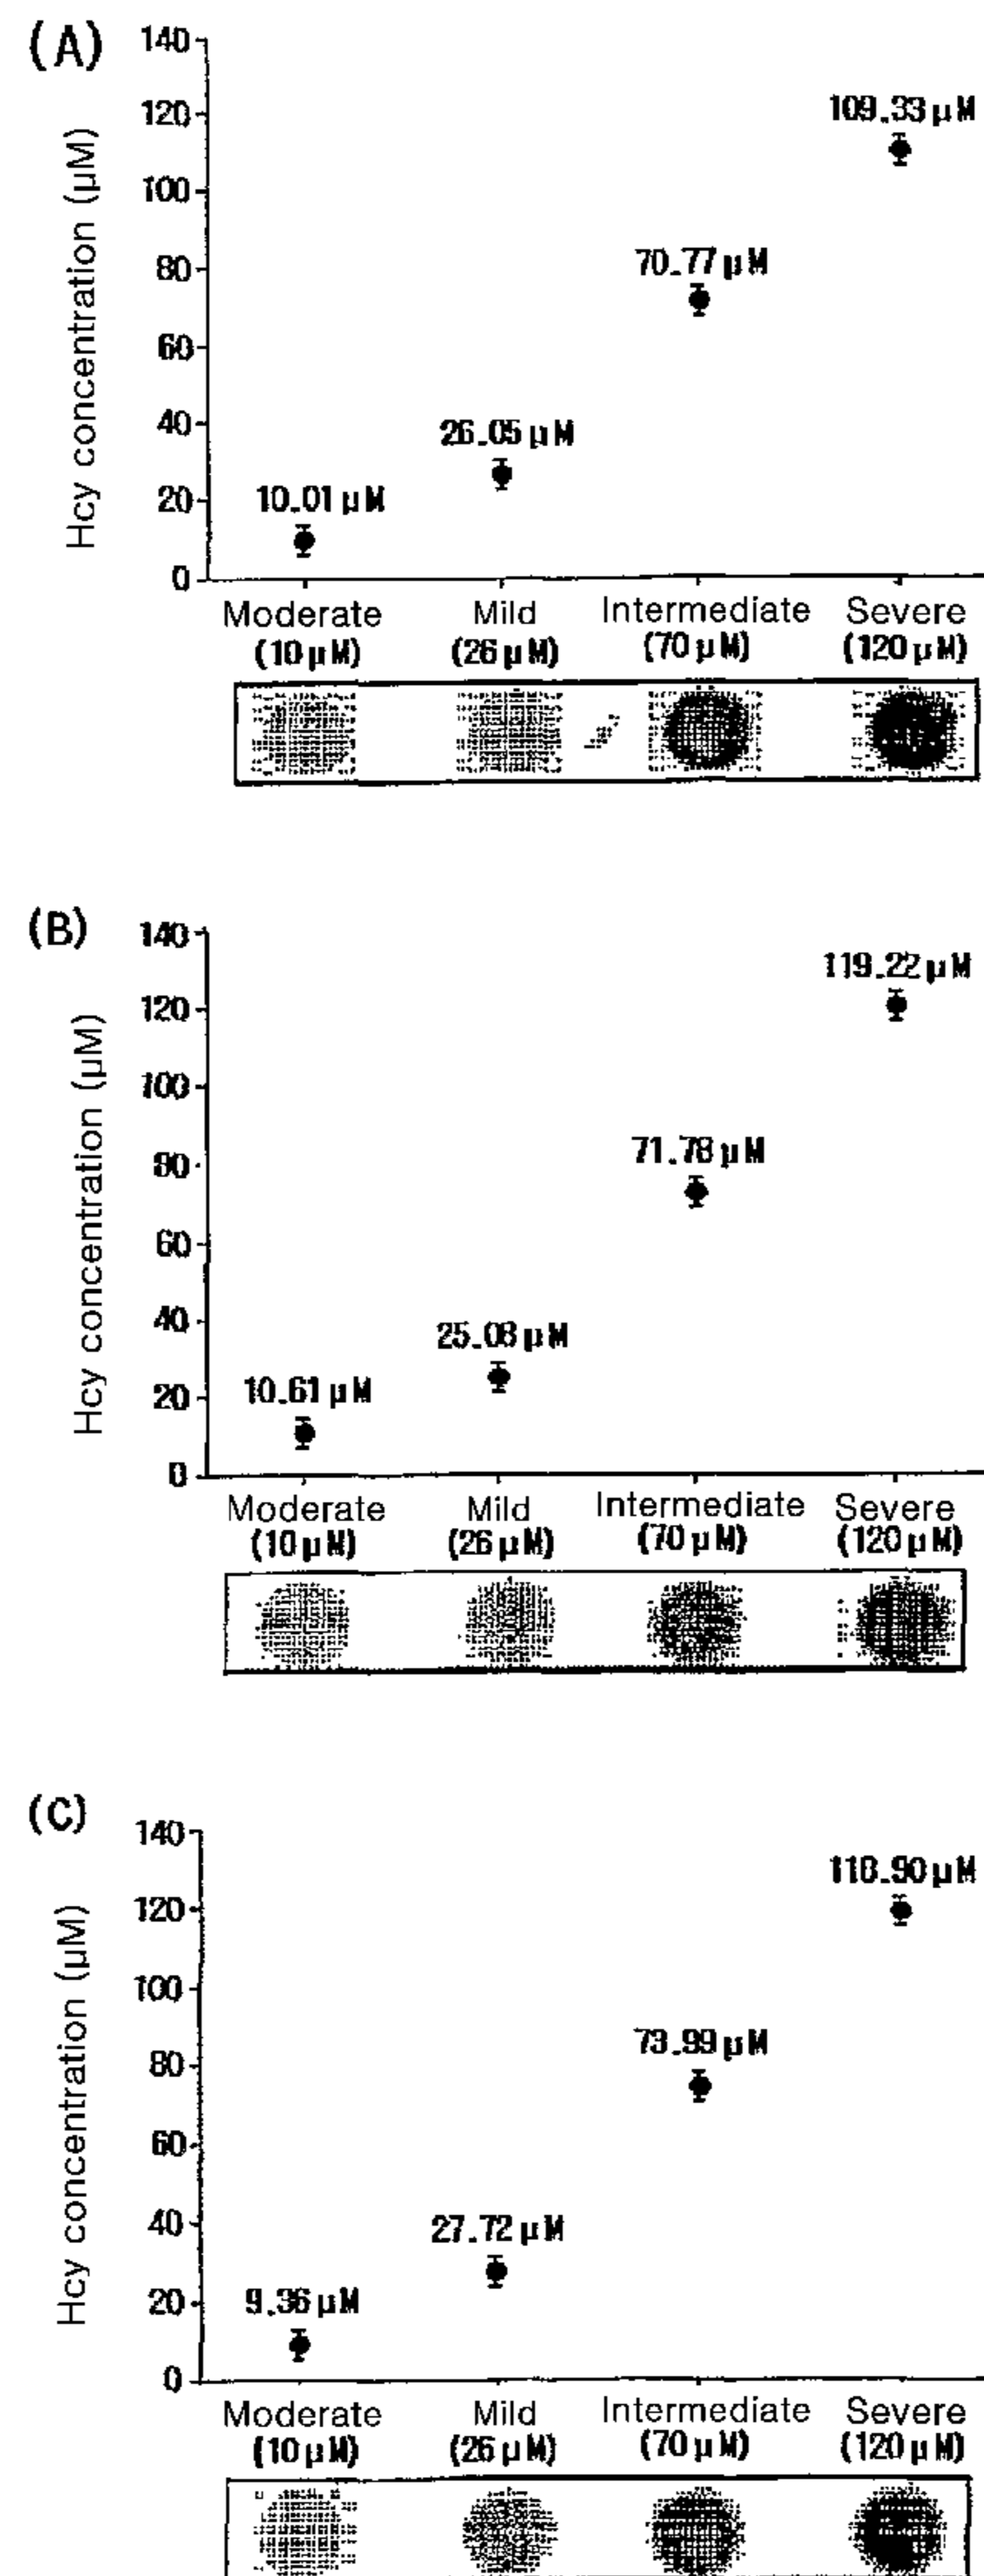 (A)
Hcy concentration (µM)
140
120
100
80
60
40
20
0
109.33 µM
70.77 µM
26.05 µM
10.01 µM
Moderate Mild Intermediate Severe
(10 µM) (26 µM) (70 µM) (120 µM)
(B)
Hcy concentration (µM)
140
120
100
80
60
40
20
0
119.22 µM
71.78 µM
25.08 µM
10.61 µM
Moderate Mild Intermediate Severe
(10 µM) (26 µM) (70 µM) (120 µM)
(C)
Hcy concentration (µM)
140
120
100
80
60
40
20
0
118.90 µM
73.99 µM
27.72 µM
9.36 µM
Moderate Mild Intermediate Severe
(10 µM) (26 µM) (70 µM) (120 µM)